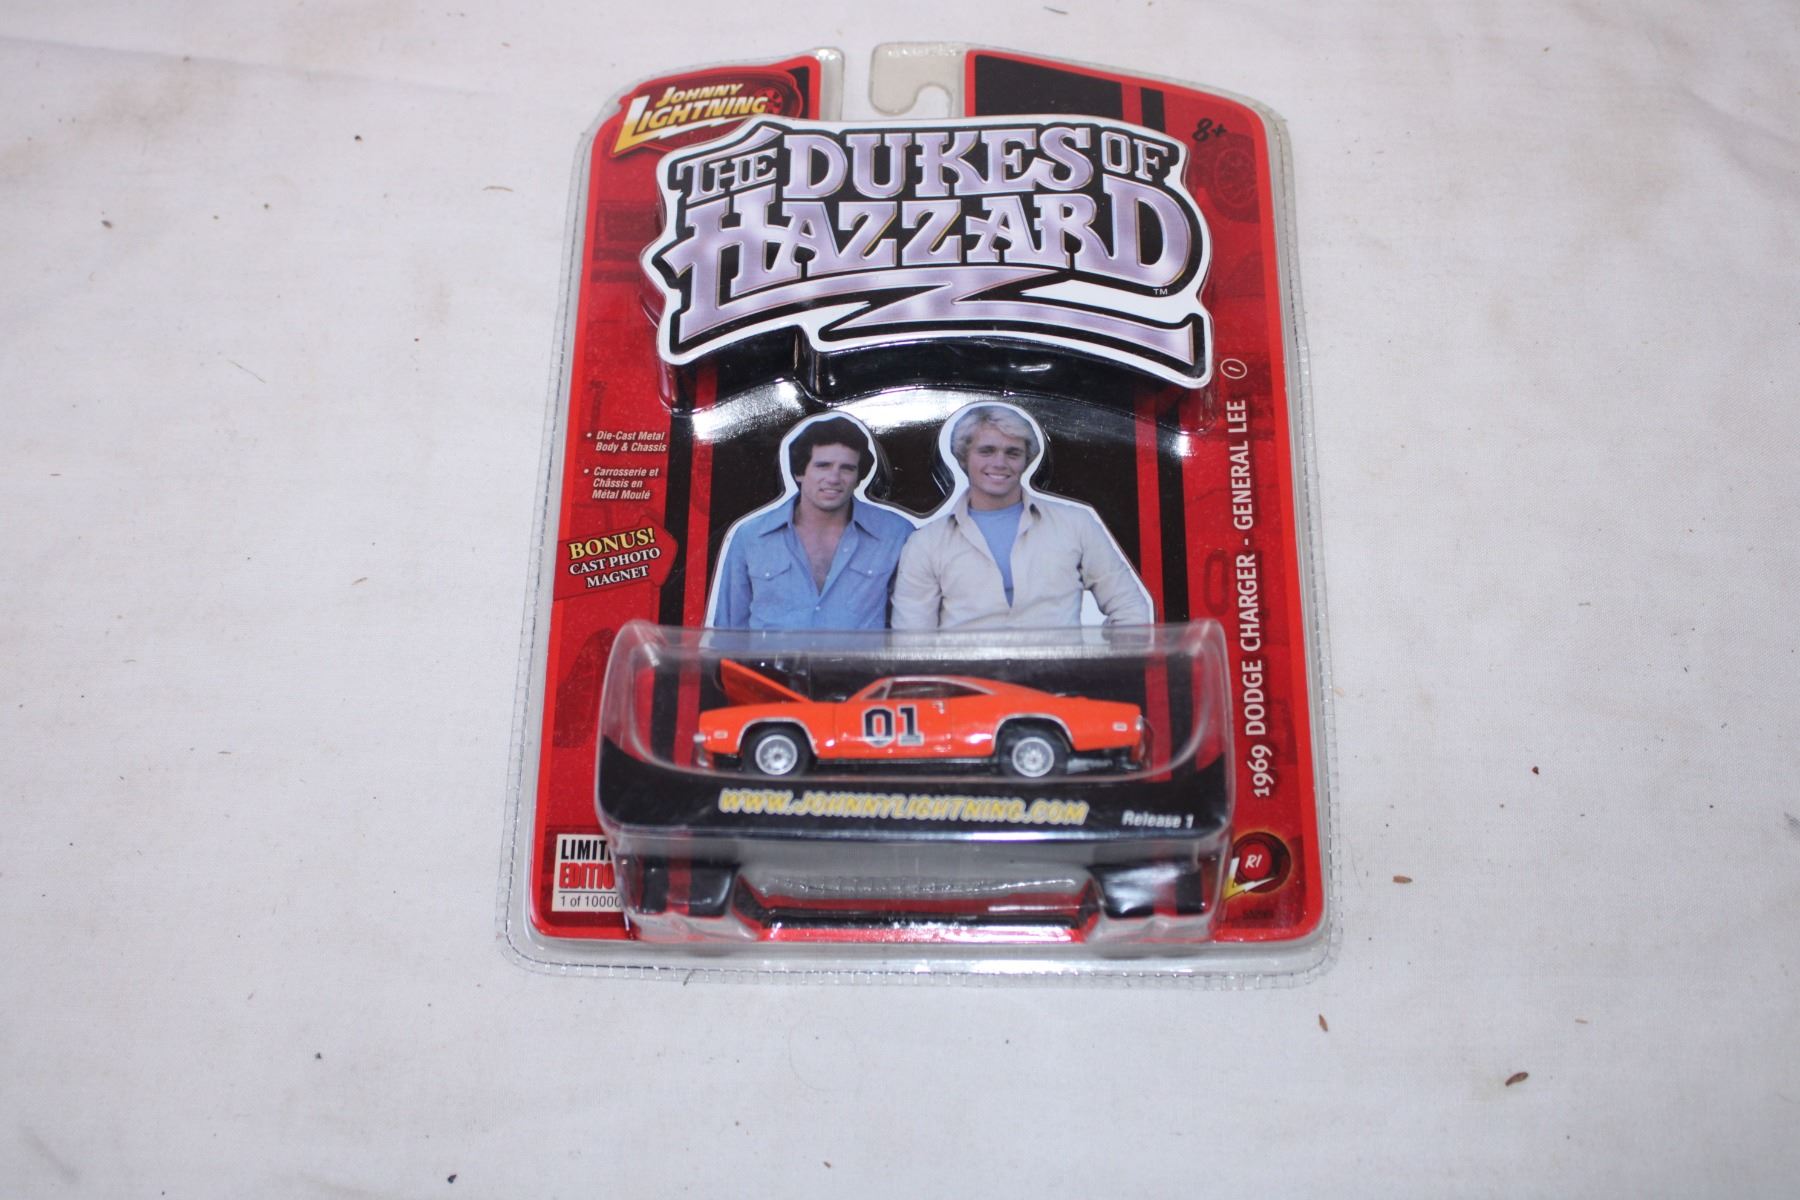 JOHNNY
LIGHTNING
8+
THE DUKES OF
HAZZARD
TM
• Die-Cast Metal
Body & Chassis
• Carrosserie et
Châssis en
Métal Moulé
BONUS!
CAST PHOTO
MAGNET
1969 DODGE CHARGER - GENERAL LEE 1
01
WWW.JOHNNYLIGHTNING.COM
Release 1
LIMIT
EDITIO
1 of 10000
R1